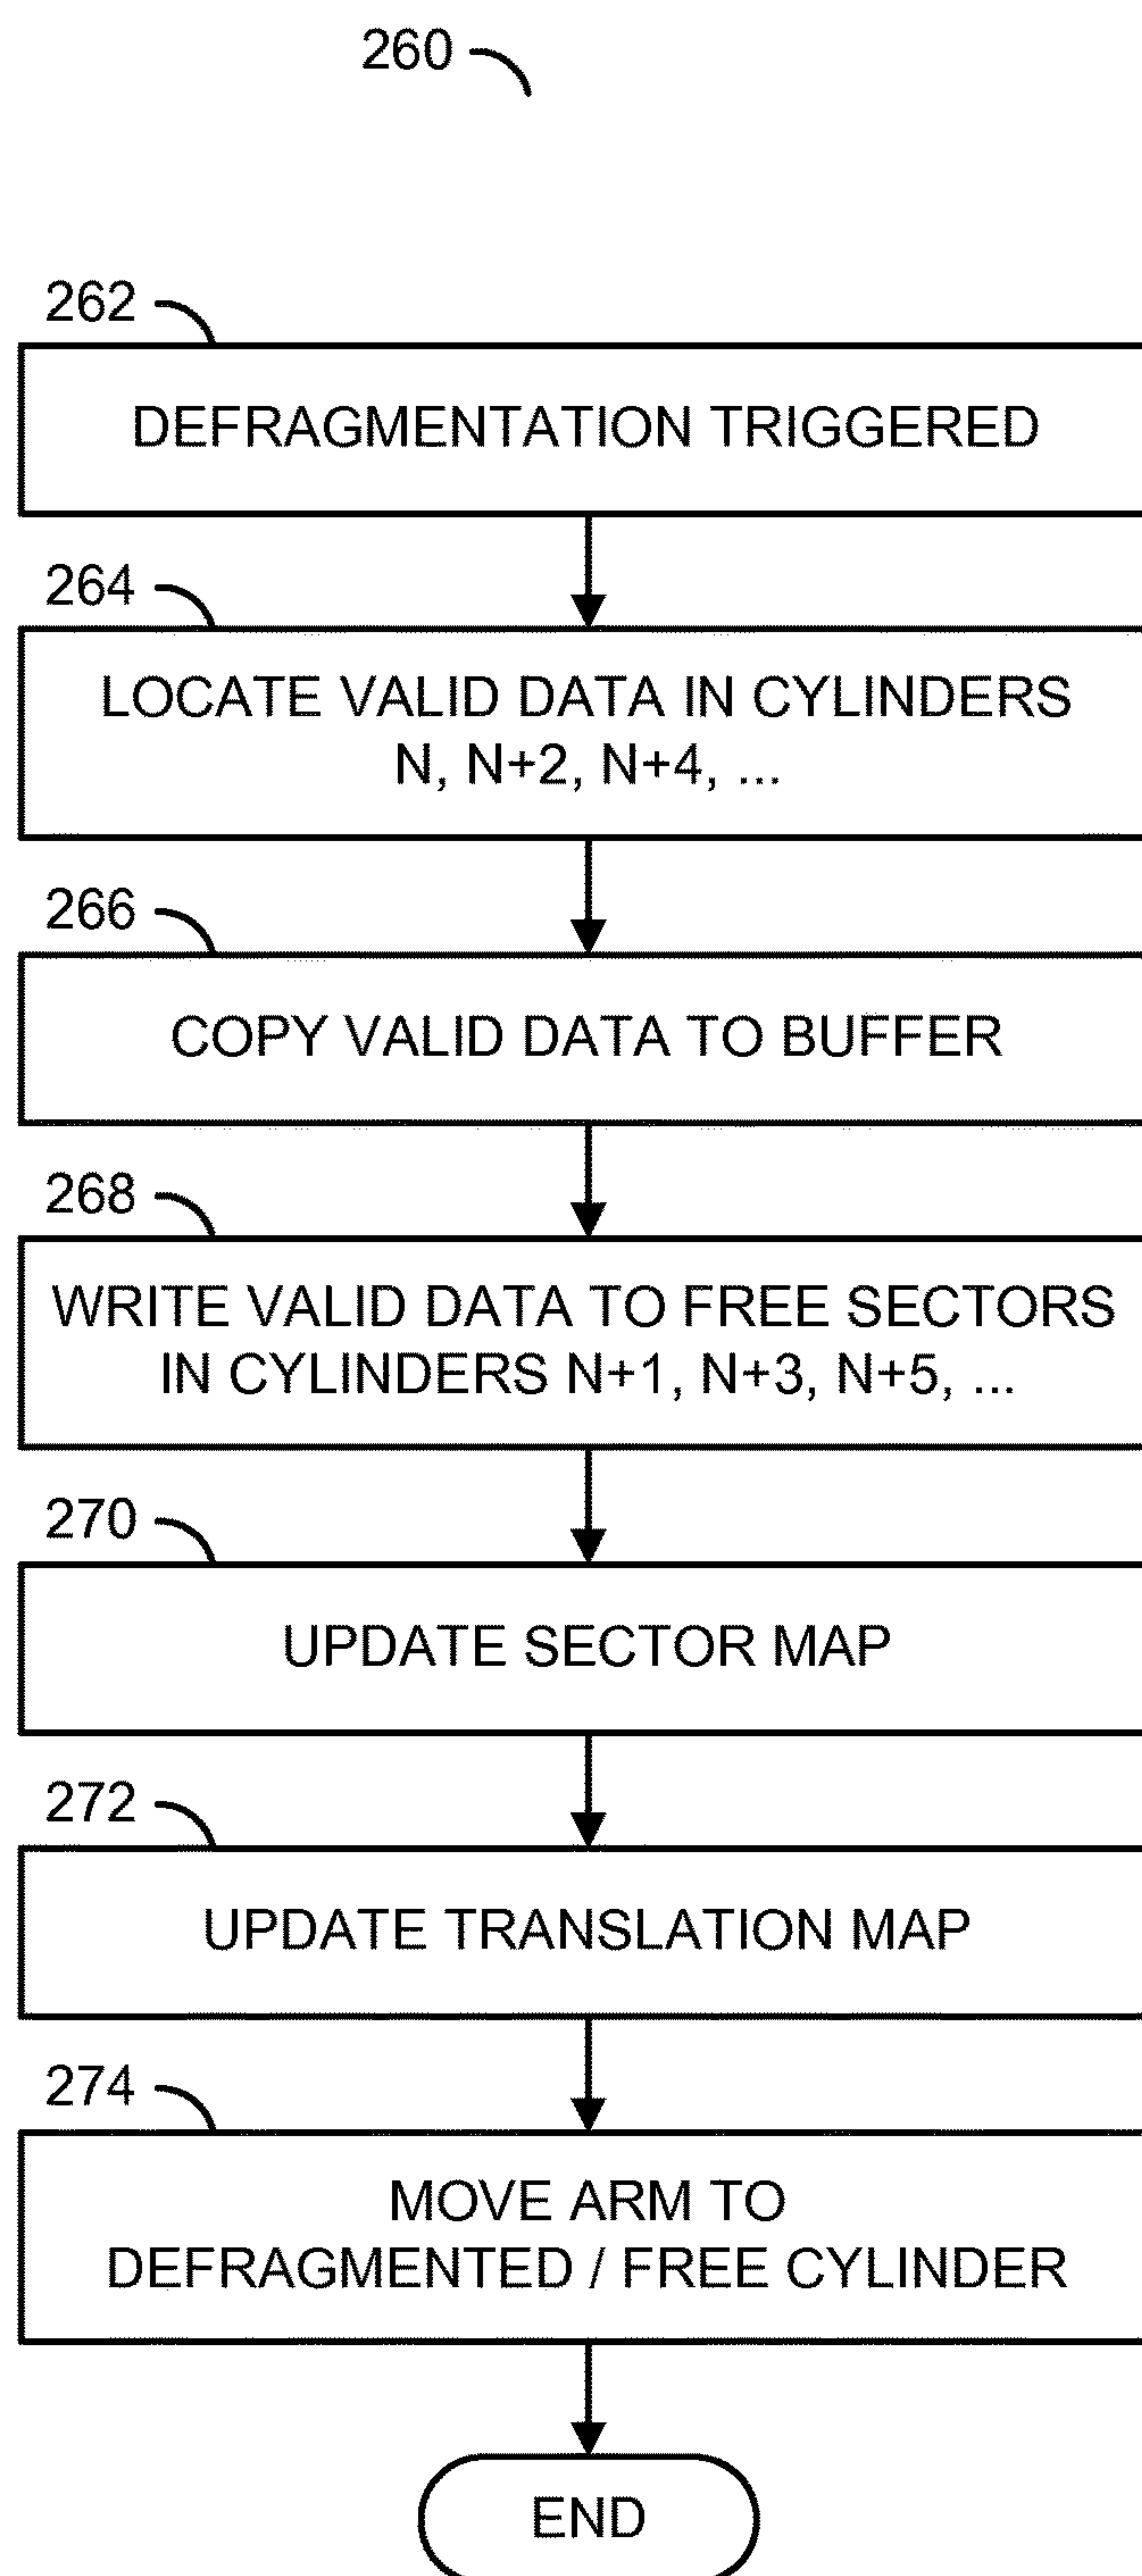 260
262
DEFRAGMENTATION TRIGGERED
264
LOCATE VALID DATA IN CYLINDERS
N, N+2, N+4, ...
266
COPY VALID DATA TO BUFFER
268
WRITE VALID DATA TO FREE SECTORS
IN CYLINDERS N+1, N+3, N+5, ...
270
UPDATE SECTOR MAP
272
UPDATE TRANSLATION MAP
274
MOVE ARM TO
DEFRAGMENTED / FREE CYLINDER
END